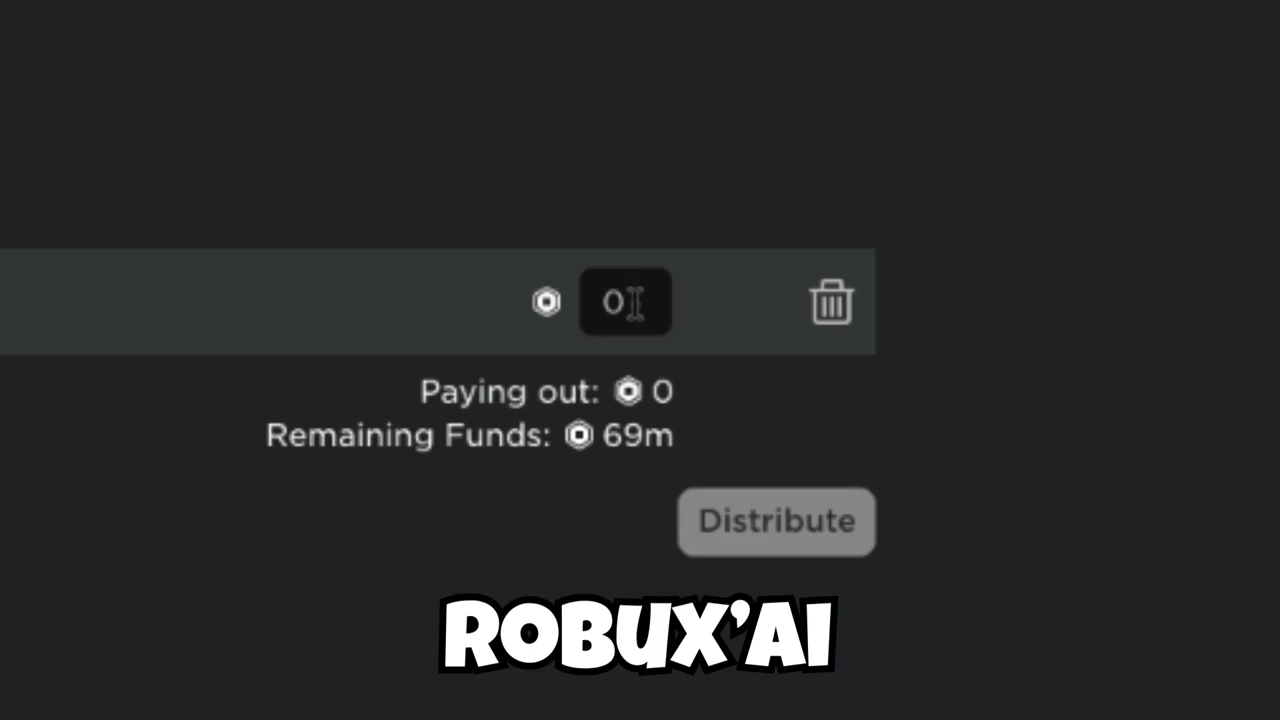 0
Paying out: 0
Remaining Funds: 69m
Distribute
ROBUX'AI